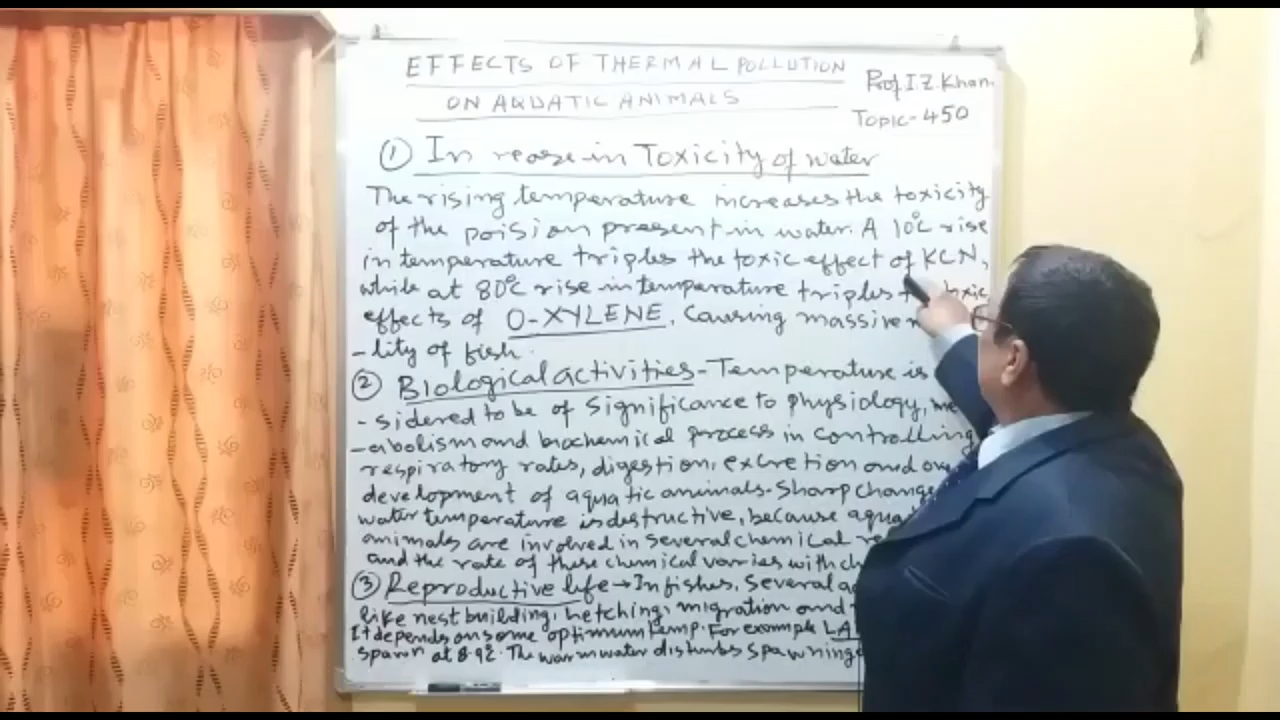 EFFECTS OF THERMAL POLLUTION
ON AQUATIC ANIMALS
Prof. I.Z. Khan.
TOPIC-450
① In rease in Toxicity of water
The rising temperature increases the toxicity
of the poision present in water. A 10°C rise
in temperature triples the toxic effect of KCN,
while at 80°C rise in temperature triples
effects of O-XYLENE, causing massive
-lity of fish.
② Biological activities - Temperature is
-sidered to be of significance to physiology, me
-abolism and biochemical process in controlling
respiratory rates, digestion, excretion and
development of aquatic animals. Sharp change
water temperature is destructive, because
animals are involved in several chemical
and the rate of these chemical varies with
③ Reproductive life → In fishes, several
like nest building, hetching, migration and
It depends on some optimum temp. For example
spawn at 8.9°C. The warm water disturbs spawning